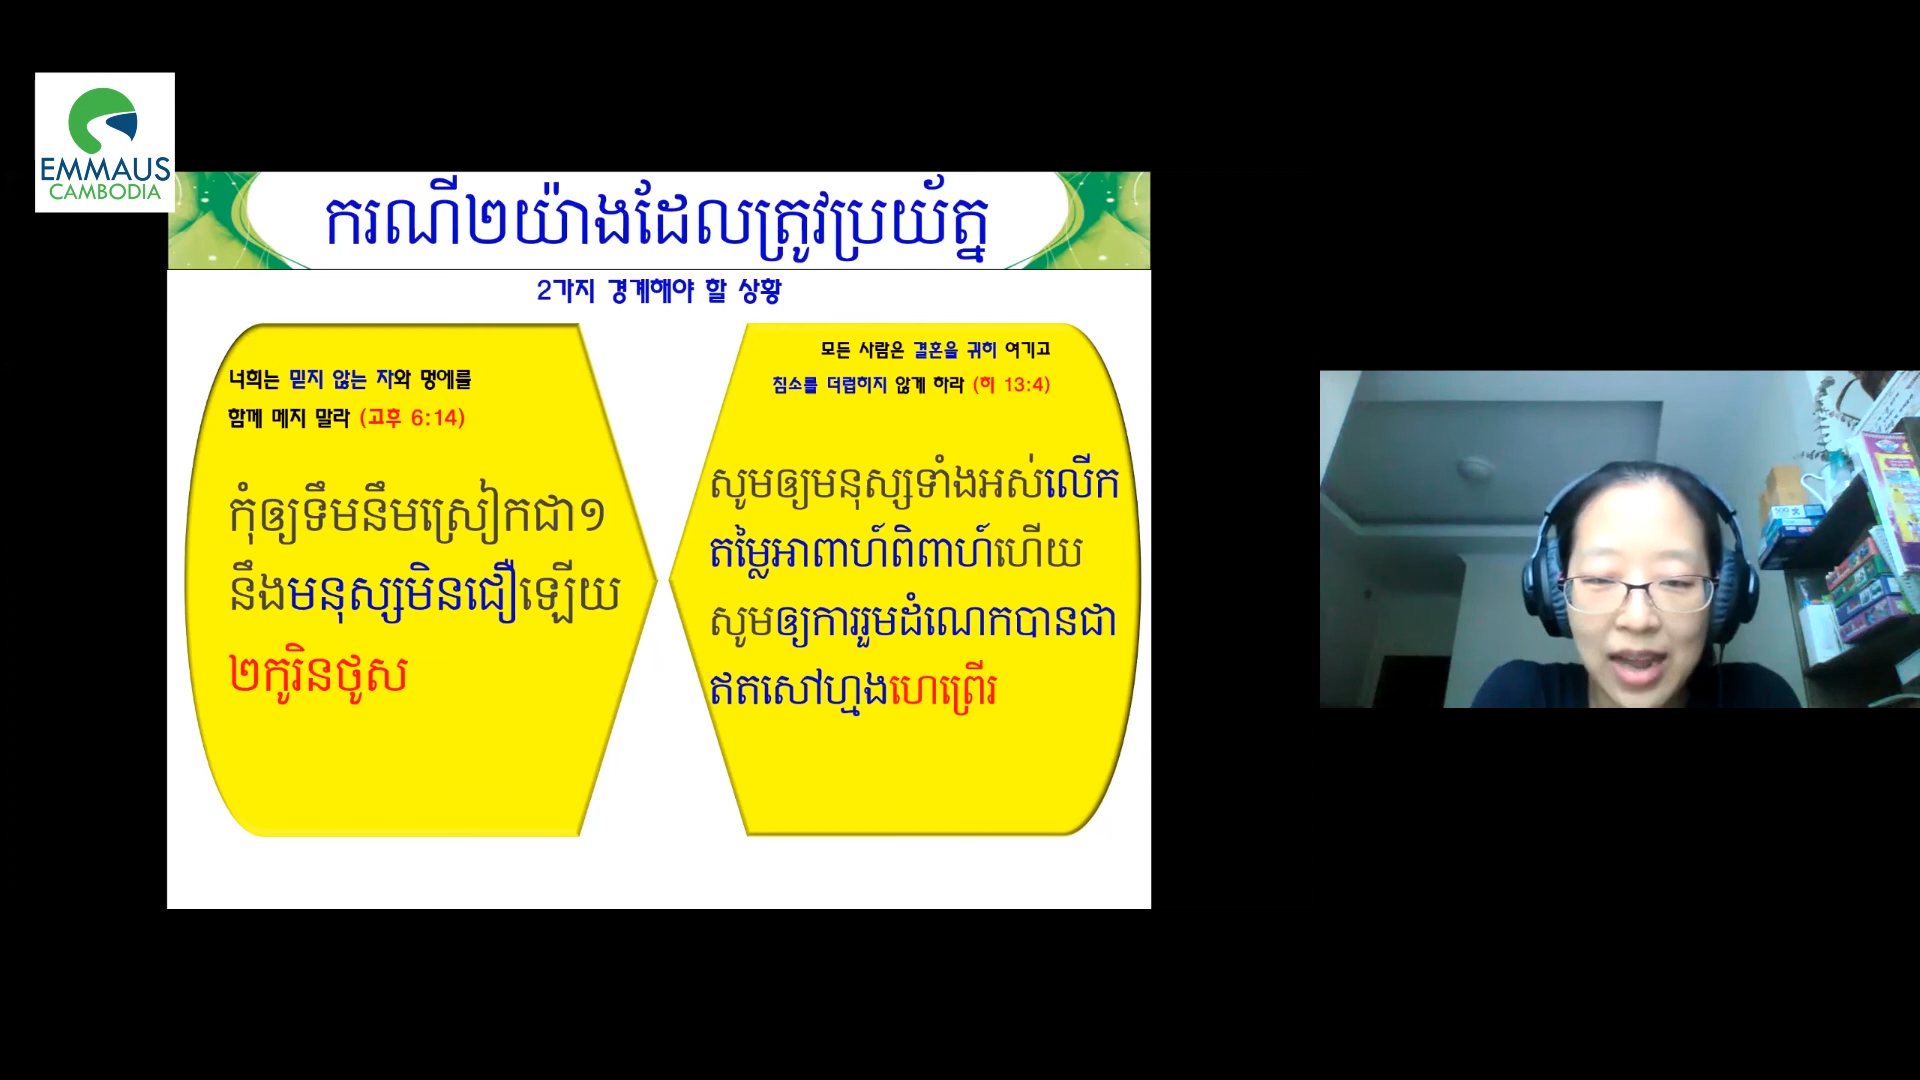 EMMAUS
CAMBODIA
ករណី២យ៉ាងដែលត្រូវប្រយ័ត្ន
2가지 경계해야 할 상황
너희는 믿지 않는 자와 멍에를
함께 메지 말라 (고후 6:14)
កុំឲ្យទឹមនឹមស្រៀកជា១
នឹងមនុស្សមិនជឿឡើយ
២កូរិនថូស
모든 사람은 결혼을 귀히 여기고
침소를 더럽히지 않게 하라 (히 13:4)
សូមឲ្យមនុស្សទាំងអស់លើក
តម្លៃអាពាហ៍ពិពាហ៍ហើយ
សូមឲ្យការរួមដំណេកបានជា
ឥតសៅហ្មងហេព្រើរ